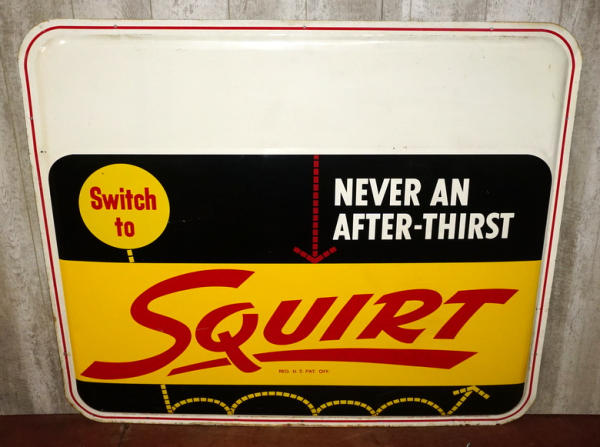 Switch
to
NEVER AN
AFTER-THIRST
SQUIRT
REG. U. S. PAT. OFF.